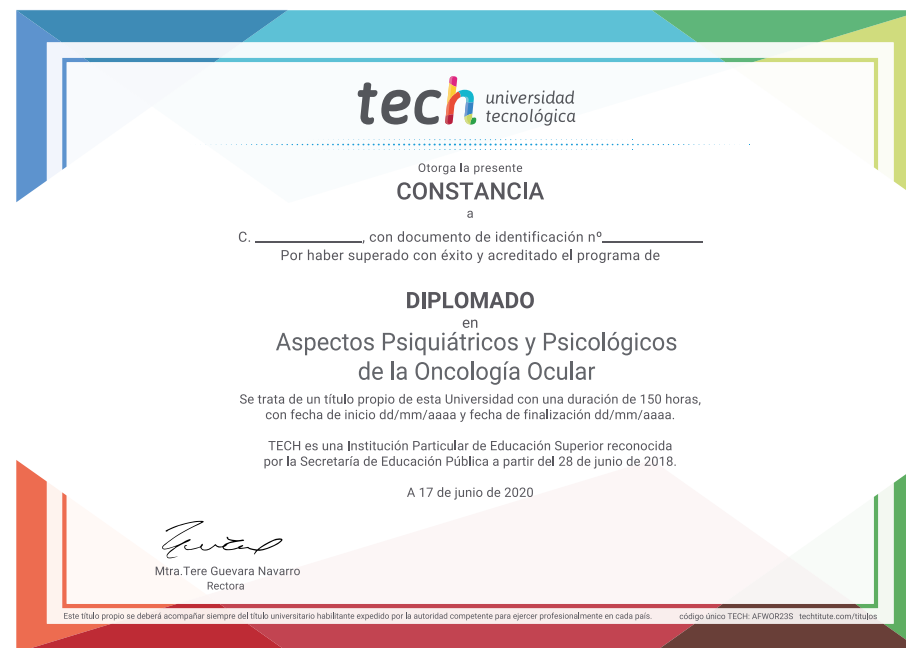 tech universidad
tecnológica
Otorga la presente
CONSTANCIA
a
C. ____________, con documento de identificación nº____________
Por haber superado con éxito y acreditado el programa de
DIPLOMADO
en
Aspectos Psiquiátricos y Psicológicos
de la Oncología Ocular
Se trata de un título propio de esta Universidad con una duración de 150 horas,
con fecha de inicio dd/mm/aaaa y fecha de finalización dd/mm/aaaa.
TECH es una Institución Particular de Educación Superior reconocida
por la Secretaría de Educación Pública a partir del 28 de junio de 2018.
A 17 de junio de 2020
Mtra.Tere Guevara Navarro
Rectora
Este título propio se deberá acompañar siempre del título universitario habilitante expedido por la autoridad competente para ejercer profesionalmente en cada país. código único TECH: AFWOR23S techtitute.com/titulos